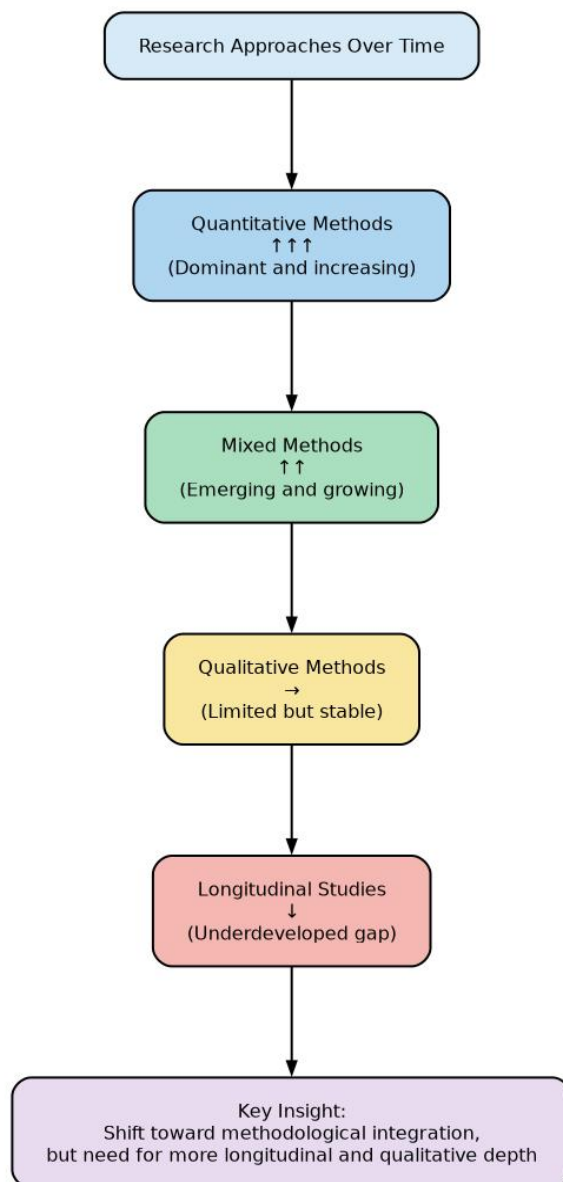 Research Approaches Over Time
Quantitative Methods
↑↑↑
(Dominant and increasing)
Mixed Methods
↑↑
(Emerging and growing)
Qualitative Methods
→
(Limited but stable)
Longitudinal Studies
↓
(Underdeveloped gap)
Key Insight:
Shift toward methodological integration,
but need for more longitudinal and qualitative depth